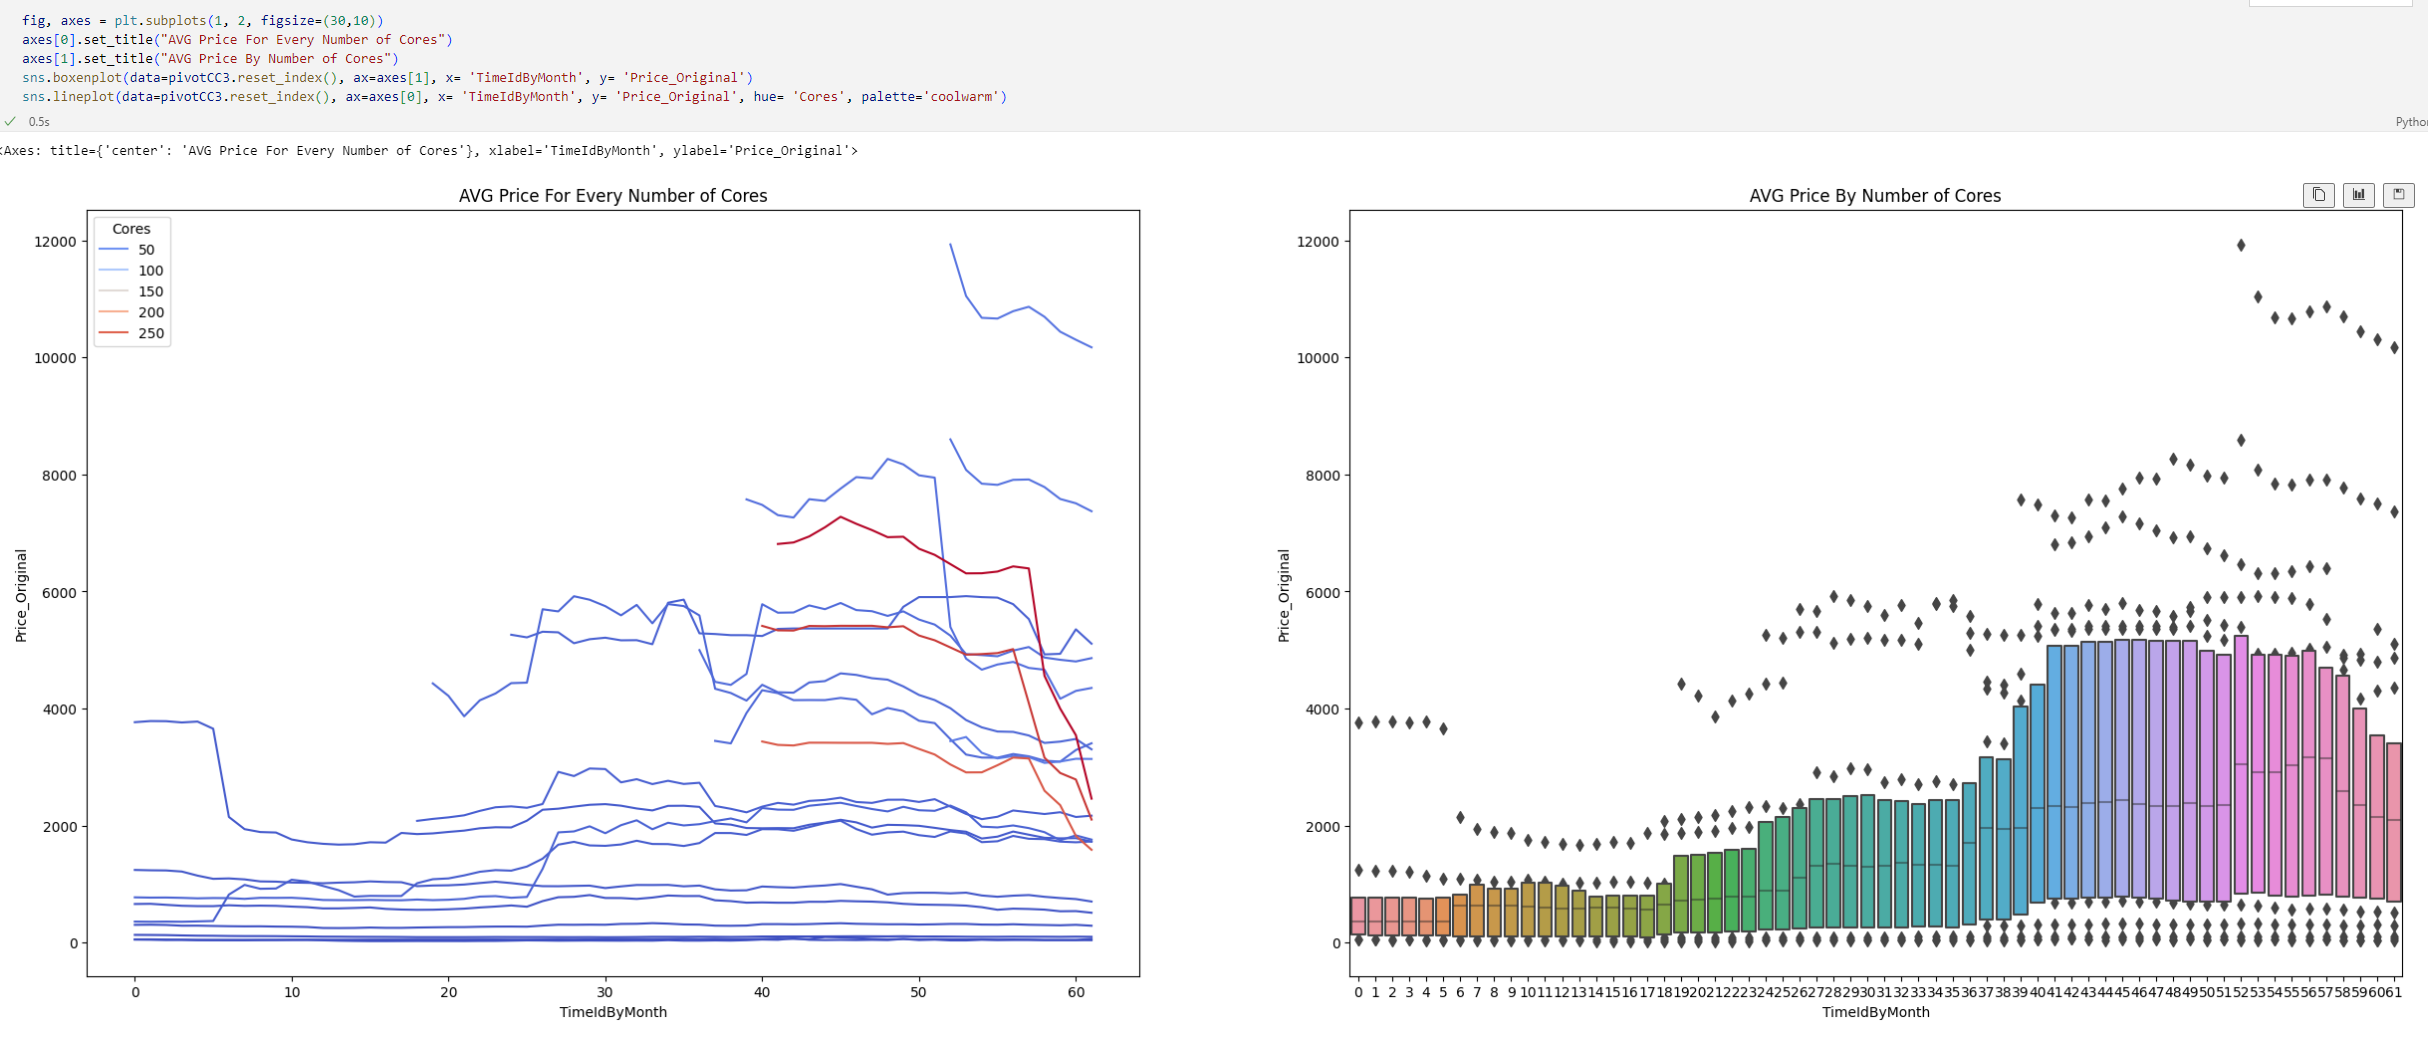 fig, axes = plt.subplots(1, 2, figsize=(30,10))
axes[0].set_title("AVG Price For Every Number of Cores")
axes[1].set_title("AVG Price By Number of Cores")
sns.boxenplot(data=pivotCC3.reset_index(), ax=axes[1], x= 'TimeIdByMonth', y= 'Price_Original')
sns.lineplot(data=pivotCC3.reset_index(), ax=axes[0], x= 'TimeIdByMonth', y= 'Price_Original', hue= 'Cores', palette='coolwarm')
0.5s
Pytho
<Axes: title={'center': 'AVG Price For Every Number of Cores'}, xlabel='TimeIdByMonth', ylabel='Price_Original'>
AVG Price For Every Number of Cores
Cores
50
100
150
200
250
12000
10000
8000
6000
4000
2000
0
Price_Original
0 10 20 30 40 50 60
TimeIdByMonth
AVG Price By Number of Cores
12000
10000
8000
6000
4000
2000
0
Price_Original
0 1 2 3 4 5 6 7 8 9 10 11 12 13 14 15 16 17 18 19 20 21 22 23 24 25 26 27 28 29 30 31 32 33 34 35 36 37 38 39 40 41 42 43 44 45 46 47 48 49 50 51 52 53 54 55 56 57 58 59 60 61
TimeIdByMonth